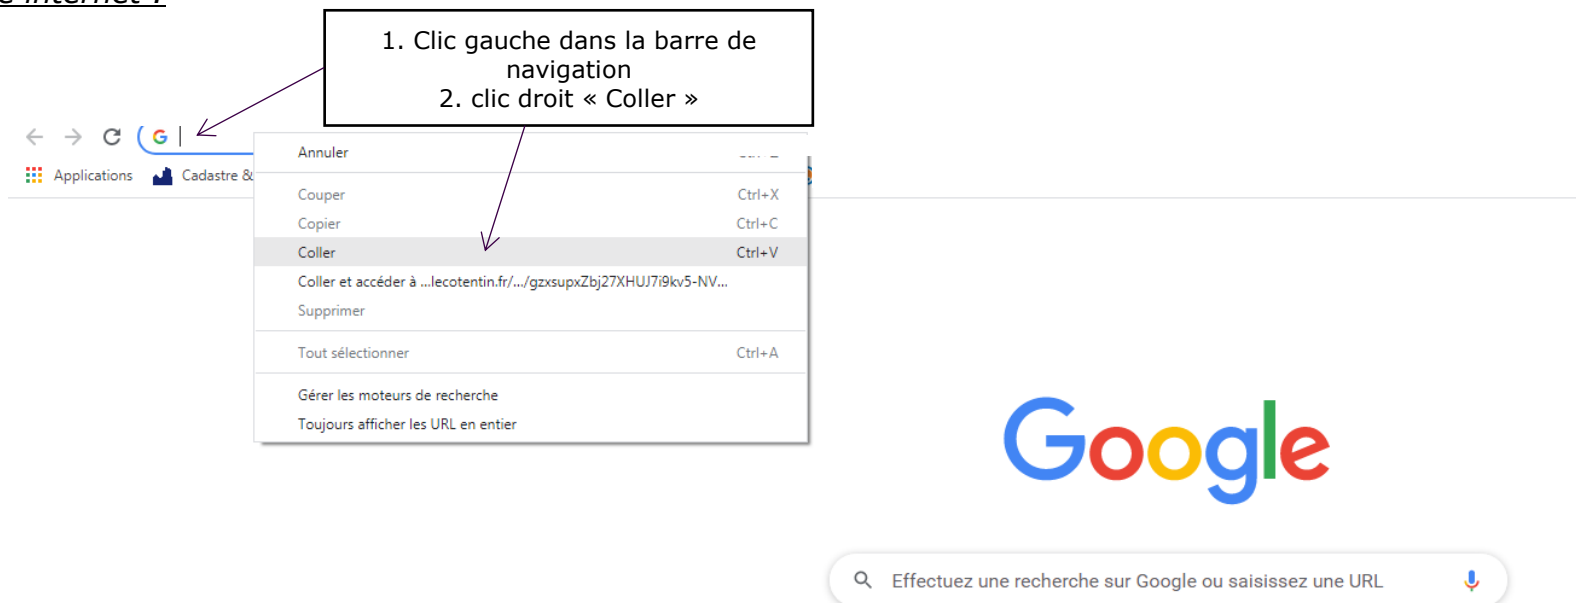 e internet :
1. Clic gauche dans la barre de
navigation
2. clic droit « Coller »
Applications Cadastre &
Annuler
Couper Ctrl+X
Copier Ctrl+C
Coller Ctrl+V
Coller et accéder à ...lecotentin.fr/.../gzxsupxZbj27XHUJ7i9kv5-NV...
Supprimer
Tout sélectionner Ctrl+A
Gérer les moteurs de recherche
Toujours afficher les URL en entier
Google
Effectuez une recherche sur Google ou saisissez une URL